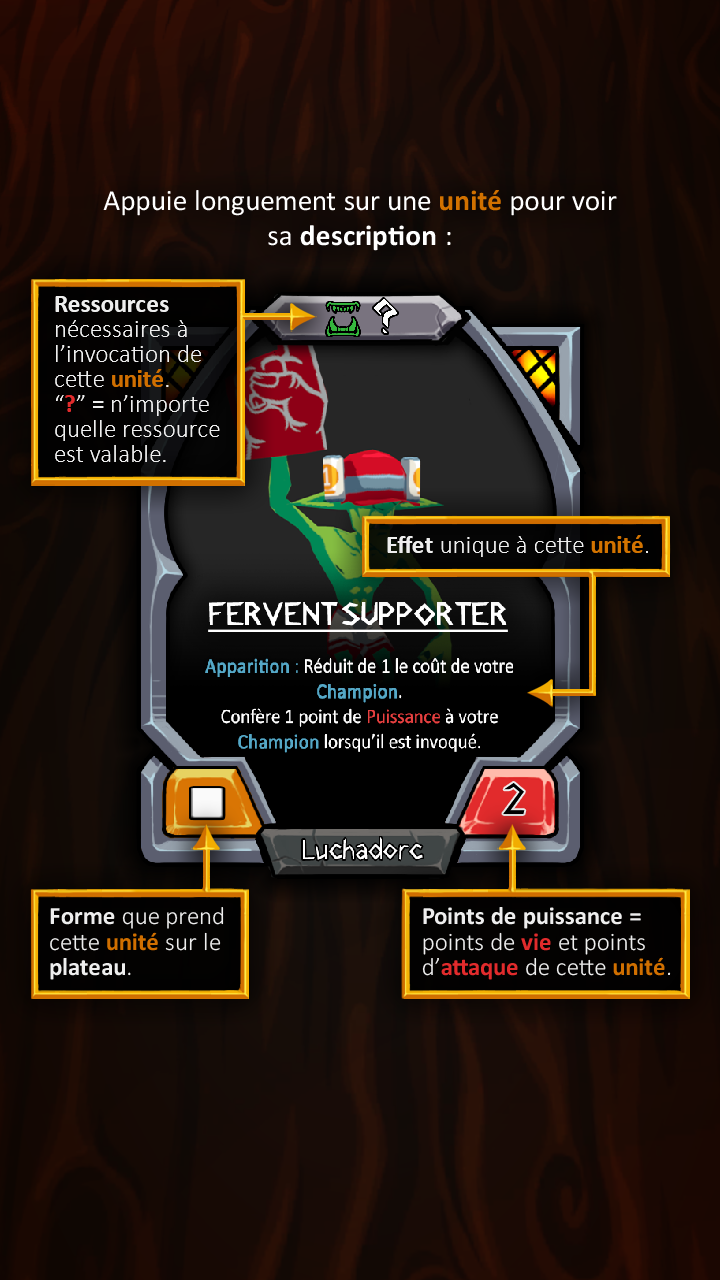 Appuie longuement sur une unité pour voir
sa description :
Ressources
nécessaires à
l'invocation de
cette unité.
“?” = n'importe
quelle ressource
est valable.
?
Effet unique à cette unité.
FERVENT SUPPORTER
Apparition : Réduit de 1 le coût de votre
Champion.
Confère 1 point de Puissance à votre
Champion lorsqu'il est invoqué.
2
Luchadorc
Forme que prend
cette unité sur le
plateau.
Points de puissance =
points de vie et points
d'attaque de cette unité.